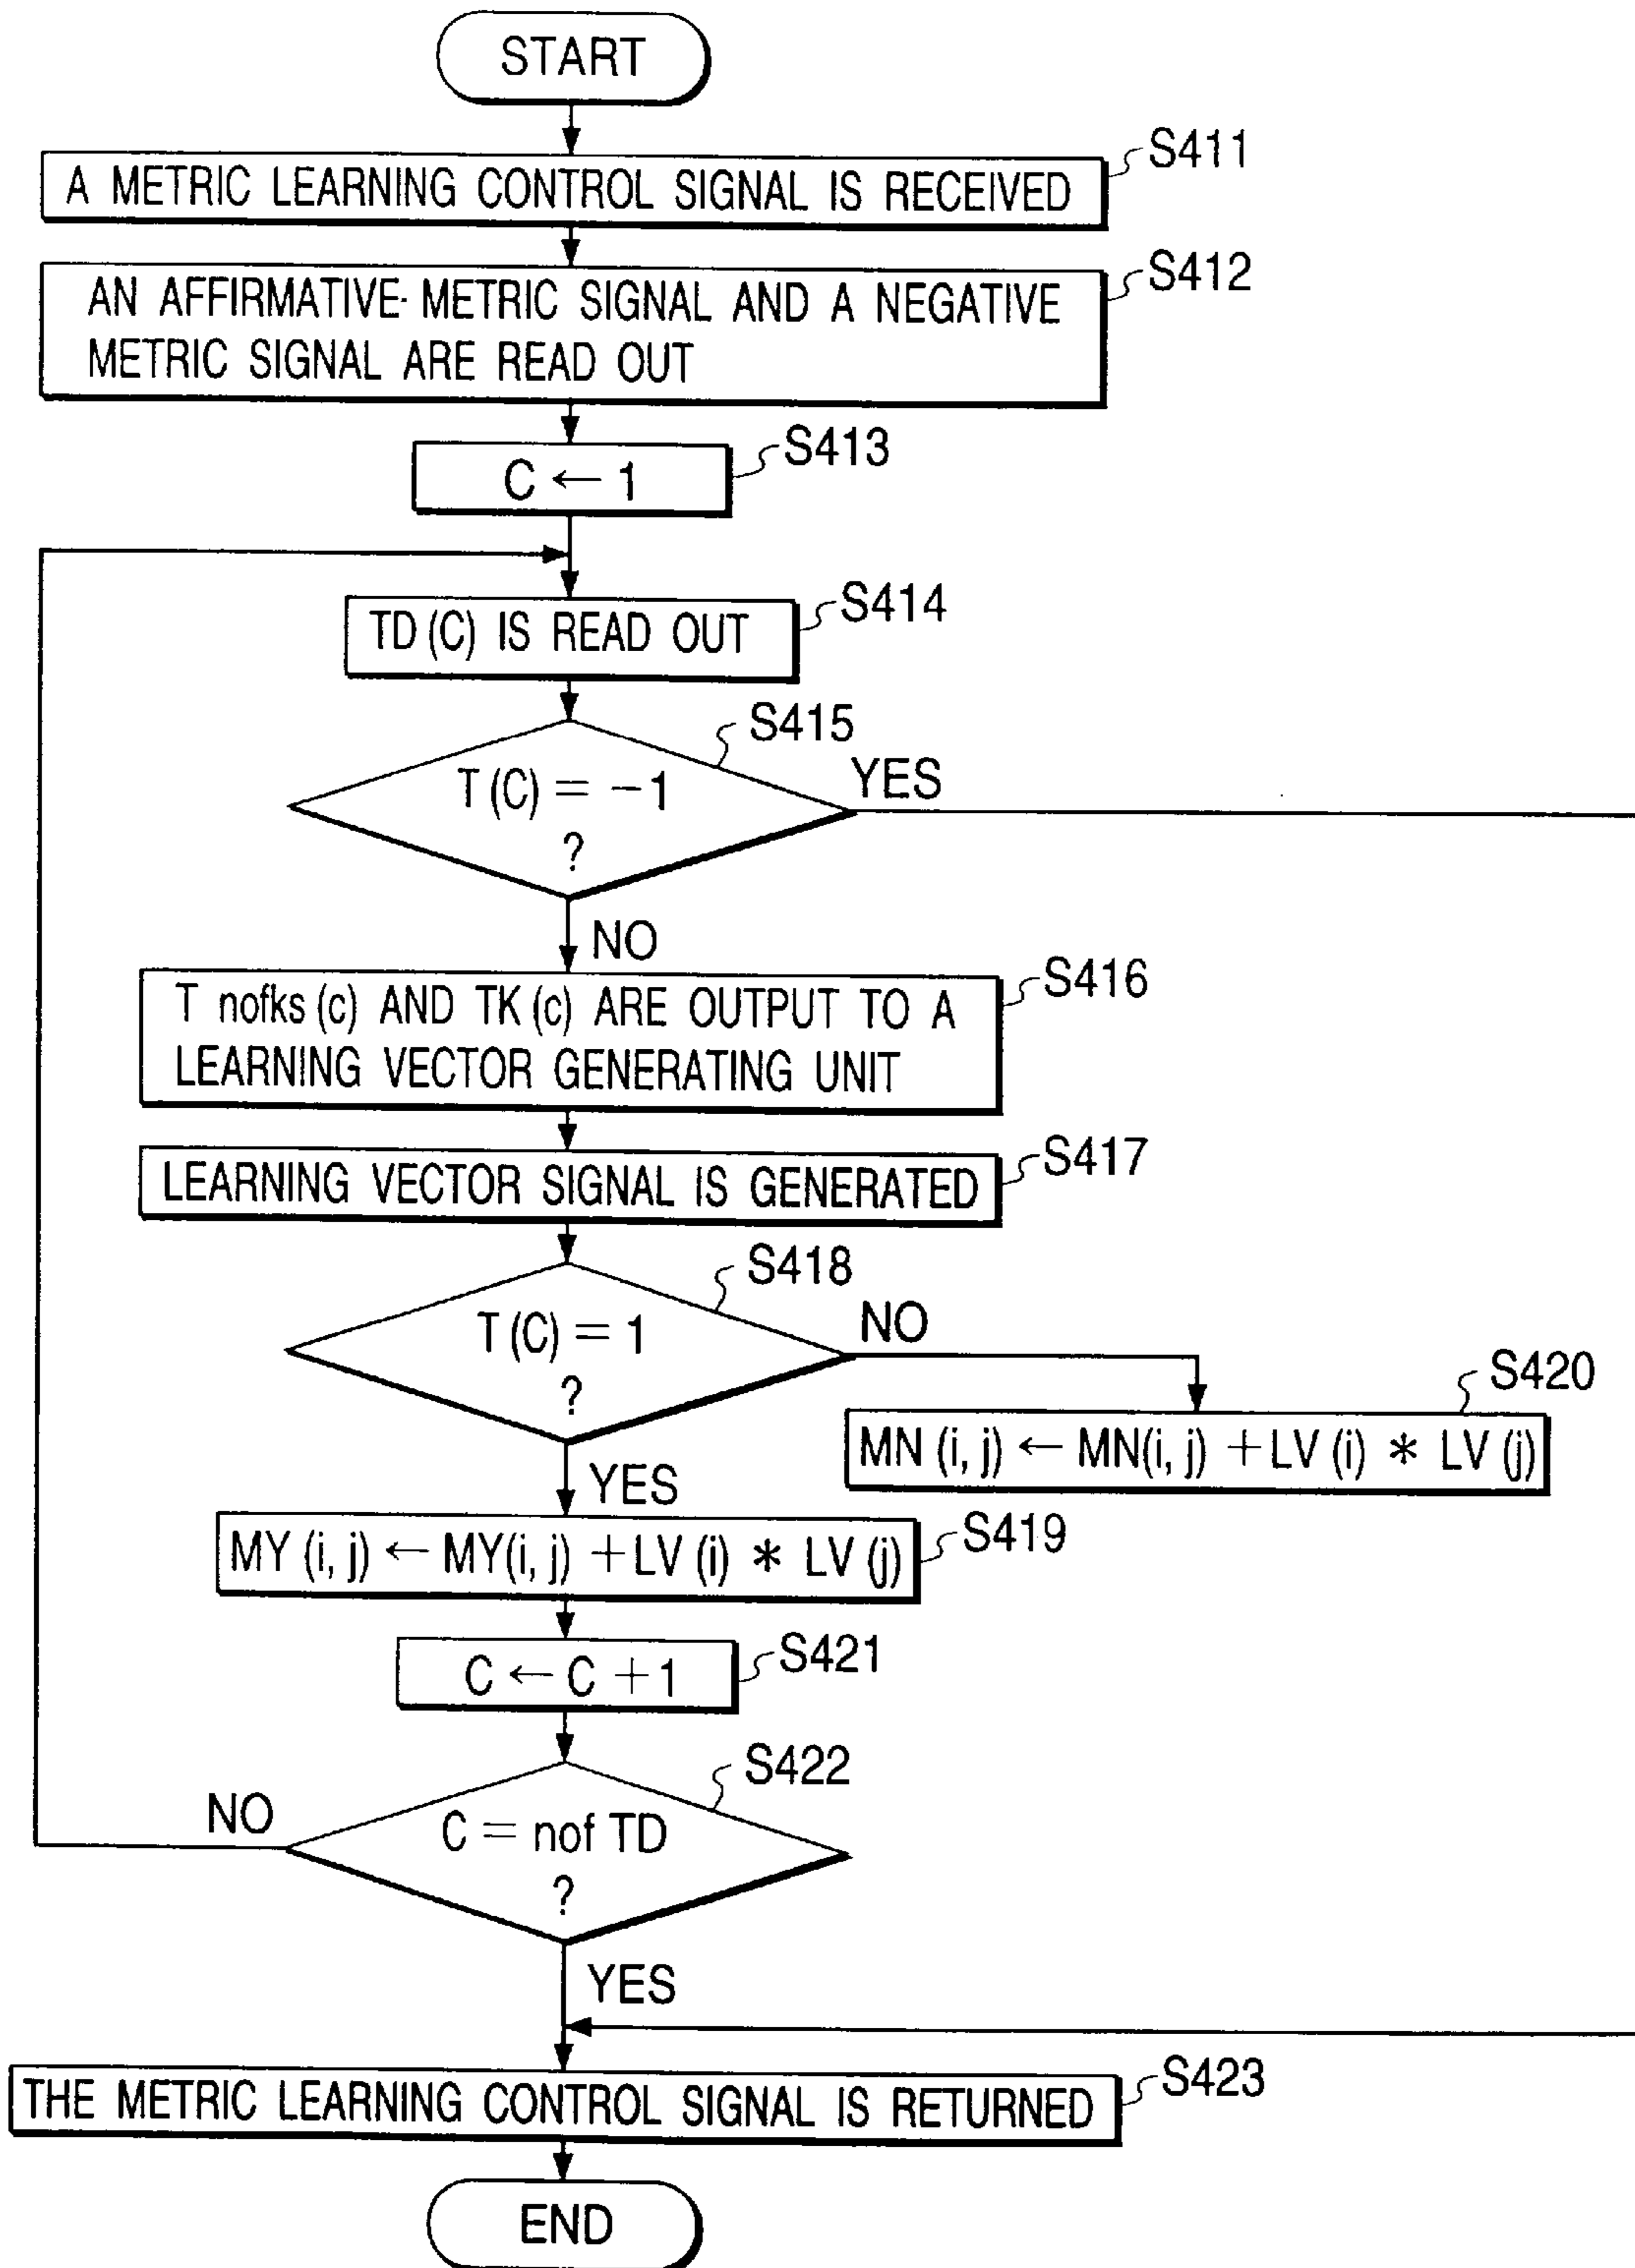 START
S411
A METRIC LEARNING CONTROL SIGNAL IS RECEIVED
S412
AN AFFIRMATIVE-METRIC SIGNAL AND A NEGATIVE
METRIC SIGNAL ARE READ OUT
S413
C ← 1
S414
TD (C) IS READ OUT
S415
T (C) = −1
?
YES
NO
S416
T nofks (c) AND TK (c) ARE OUTPUT TO A
LEARNING VECTOR GENERATING UNIT
S417
LEARNING VECTOR SIGNAL IS GENERATED
S418
T (C) = 1
?
NO
S420
MN (i, j) ← MN(i, j) +LV (i) * LV (j)
YES
S419
MY (i, j) ← MY(i, j) +LV (i) * LV (j)
S421
C ← C +1
S422
C = nof TD
?
NO
YES
S423
THE METRIC LEARNING CONTROL SIGNAL IS RETURNED
END